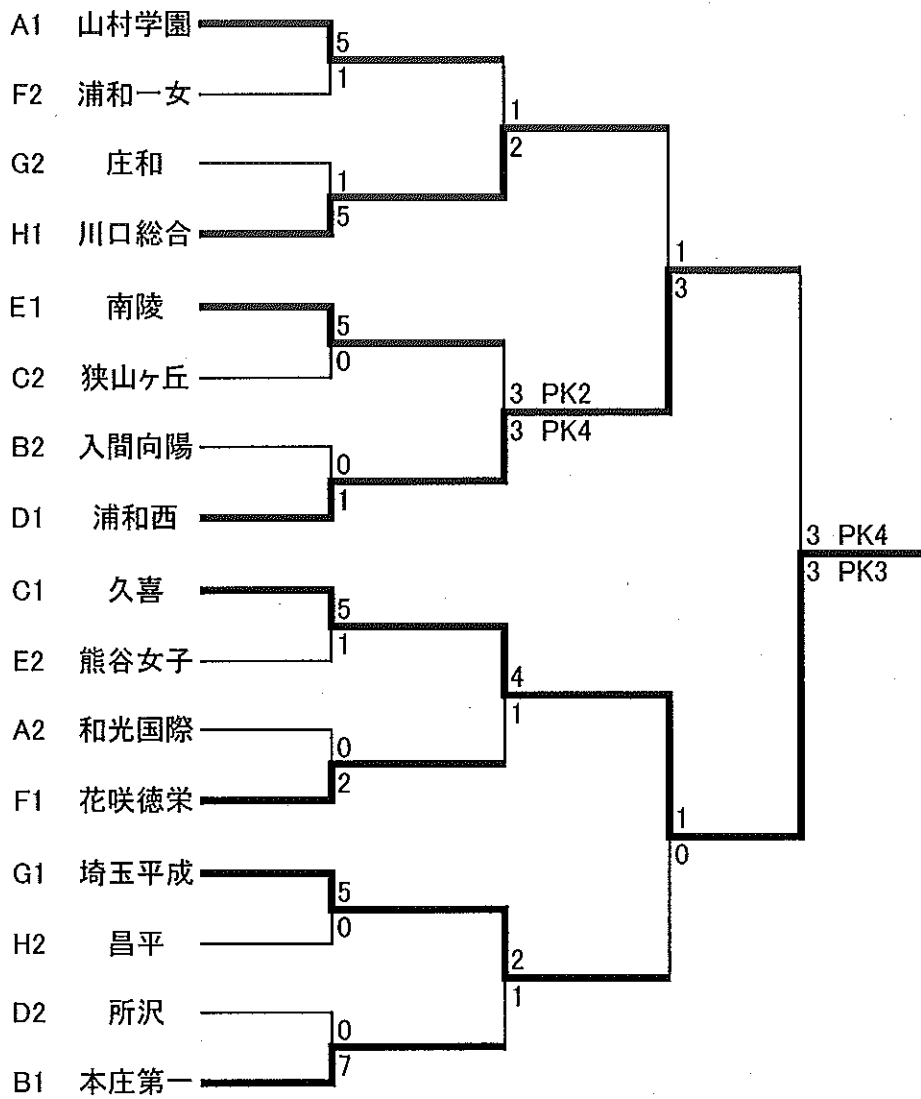 A1 山村学園
5
1
F2 浦和一女
1
2
G2 庄和
1
5
H1 川口総合
1
3
E1 南陵
5
0
C2 狭山ヶ丘
3 PK2
3 PK4
B2 入間向陽
0
1
D1 浦和西
3 PK4
3 PK3
C1 久喜
5
1
E2 熊谷女子
4
1
A2 和光国際
0
2
F1 花咲徳栄
1
0
G1 埼玉平成
5
0
H2 昌平
2
1
D2 所沢
0
7
B1 本庄第一